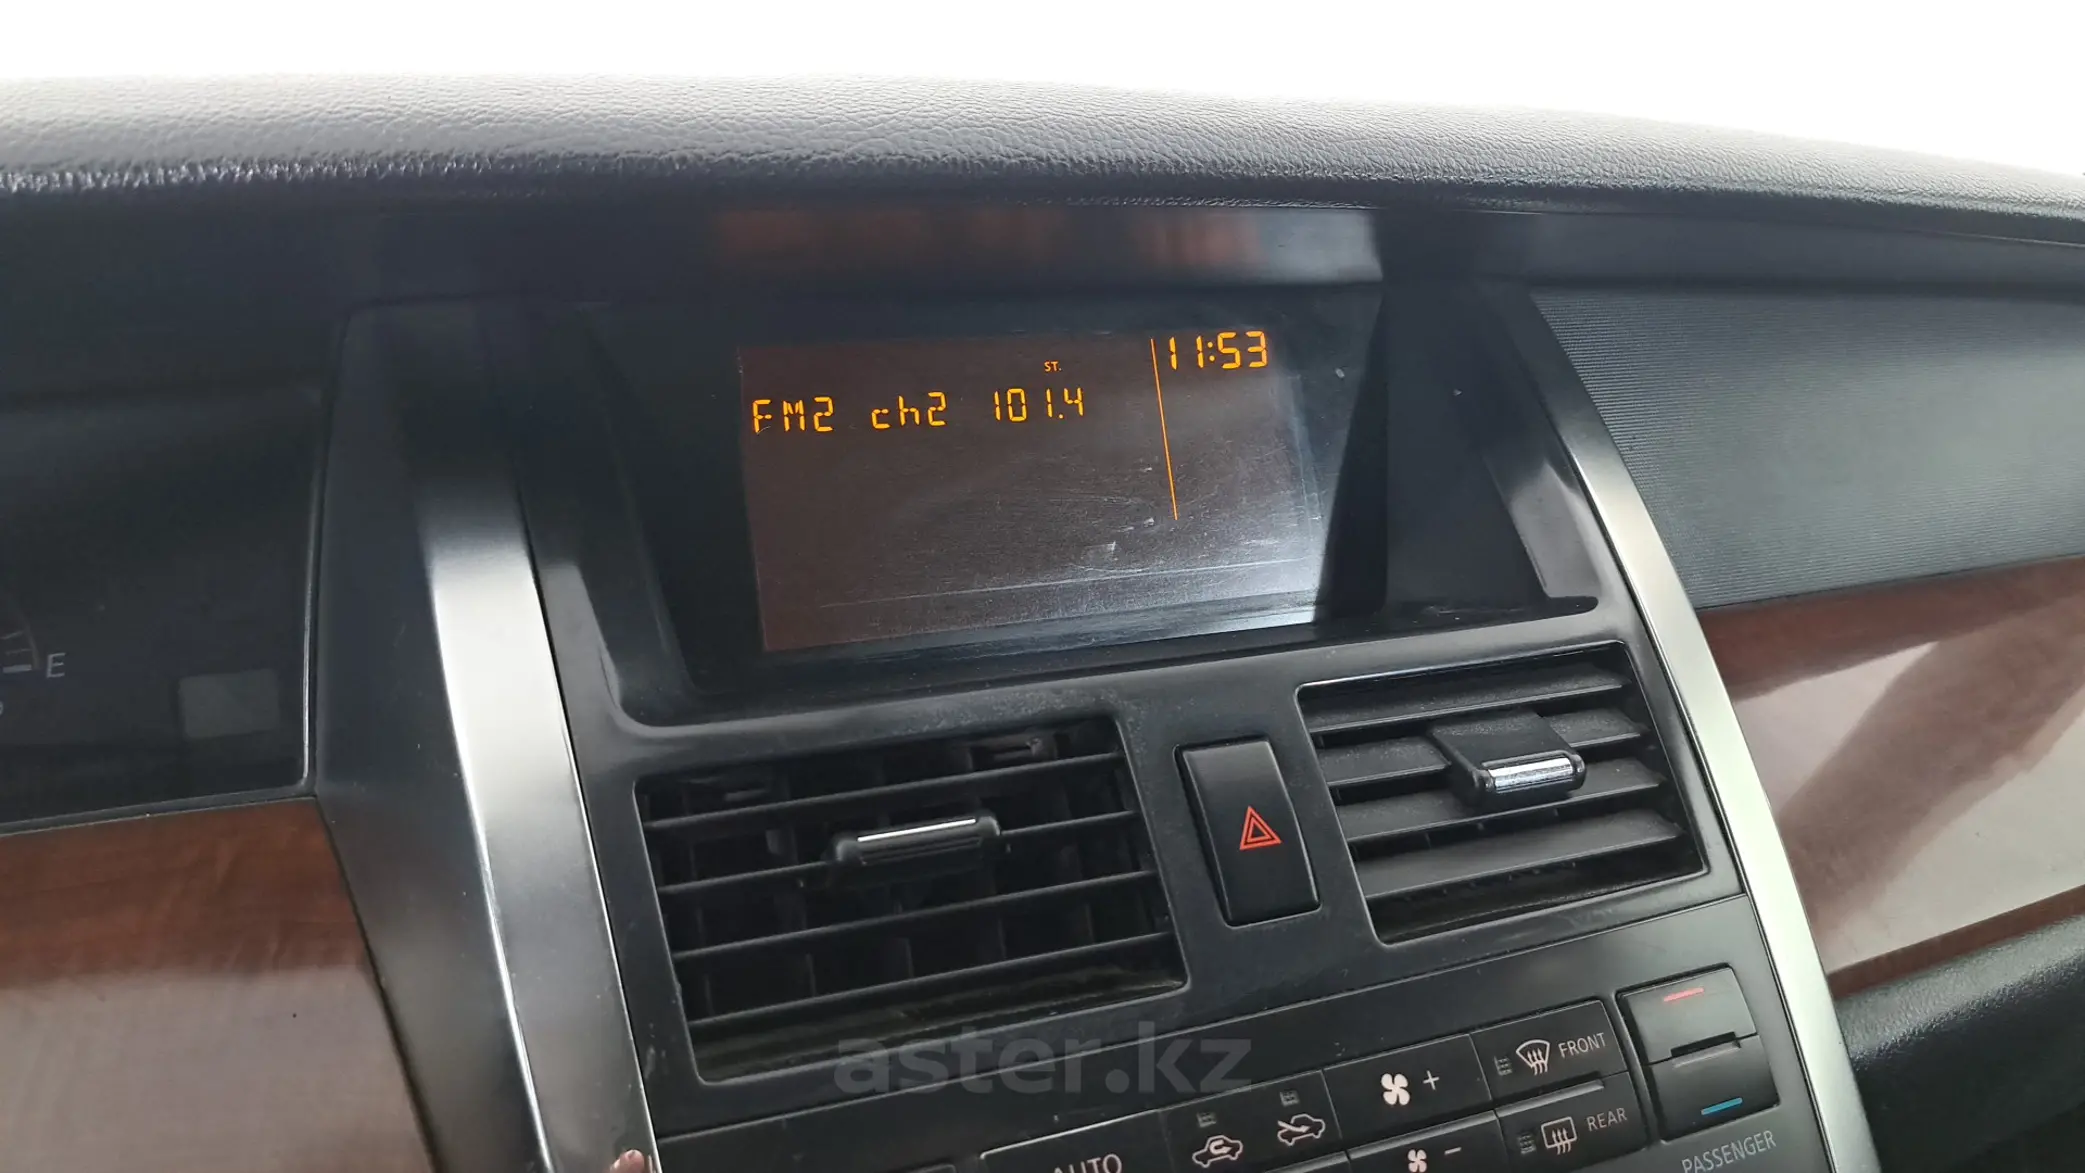 11:53
ST.
FM2 ch2 101.4
E
aster.kz
+ FRONT
AUTO - REAR
PASSENGER